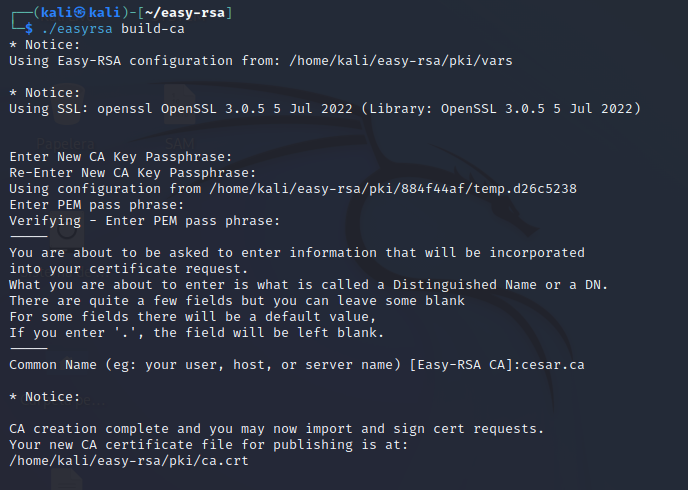 ┌──(kali㉿kali)-[~/easy-rsa]
└─$ ./easyrsa build-ca
* Notice:
Using Easy-RSA configuration from: /home/kali/easy-rsa/pki/vars
* Notice:
Using SSL: openssl OpenSSL 3.0.5 5 Jul 2022 (Library: OpenSSL 3.0.5 5 Jul 2022)
Enter New CA Key Passphrase:
Re-Enter New CA Key Passphrase:
Using configuration from /home/kali/easy-rsa/pki/884f44af/temp.d26c5238
Enter PEM pass phrase:
Verifying - Enter PEM pass phrase:
-----
You are about to be asked to enter information that will be incorporated
into your certificate request.
What you are about to enter is what is called a Distinguished Name or a DN.
There are quite a few fields but you can leave some blank
For some fields there will be a default value,
If you enter '.', the field will be left blank.
-----
Common Name (eg: your user, host, or server name) [Easy-RSA CA]:cesar.ca
* Notice:
CA creation complete and you may now import and sign cert requests.
Your new CA certificate file for publishing is at:
/home/kali/easy-rsa/pki/ca.crt